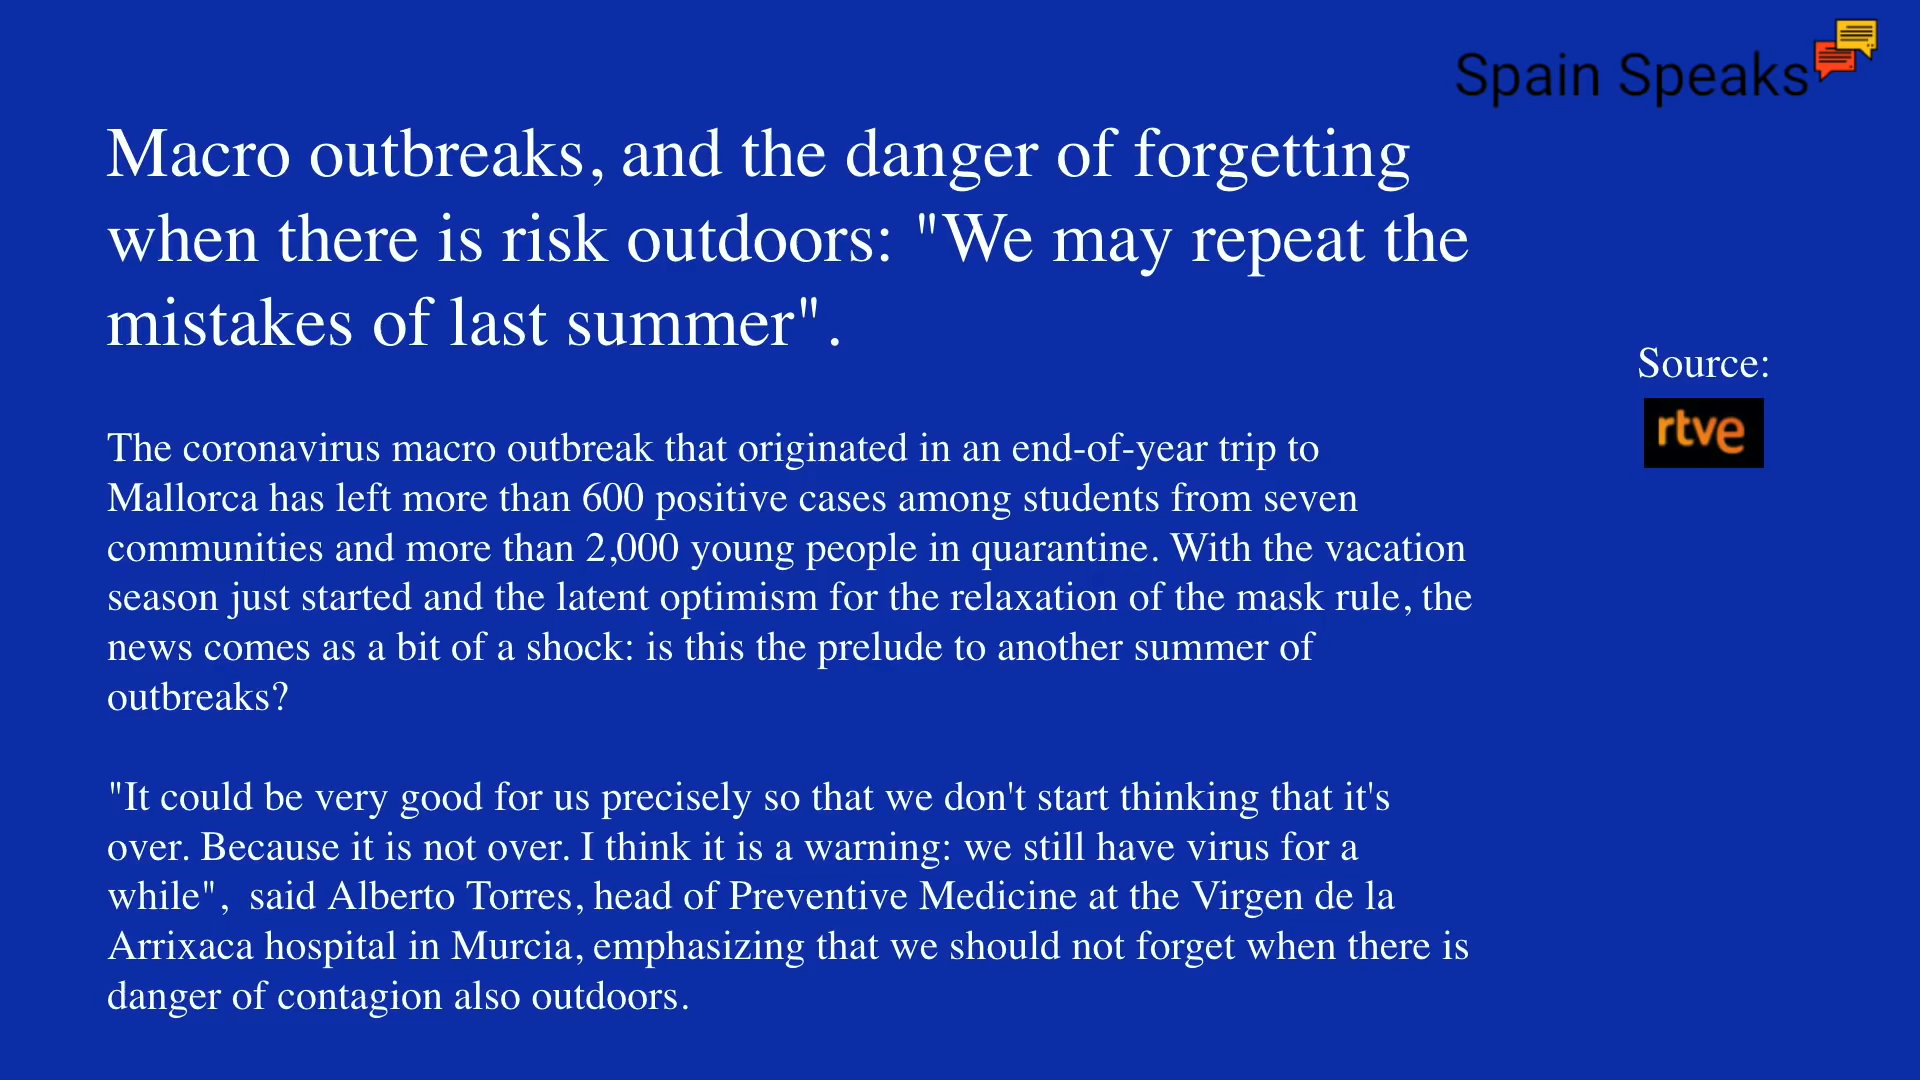 Spain Speaks
Macro outbreaks, and the danger of forgetting
when there is risk outdoors: "We may repeat the
mistakes of last summer".
Source:
rtve
The coronavirus macro outbreak that originated in an end-of-year trip to
Mallorca has left more than 600 positive cases among students from seven
communities and more than 2,000 young people in quarantine. With the vacation
season just started and the latent optimism for the relaxation of the mask rule, the
news comes as a bit of a shock: is this the prelude to another summer of
outbreaks?
"It could be very good for us precisely so that we don't start thinking that it's
over. Because it is not over. I think it is a warning: we still have virus for a
while",  said Alberto Torres, head of Preventive Medicine at the Virgen de la
Arrixaca hospital in Murcia, emphasizing that we should not forget when there is
danger of contagion also outdoors.